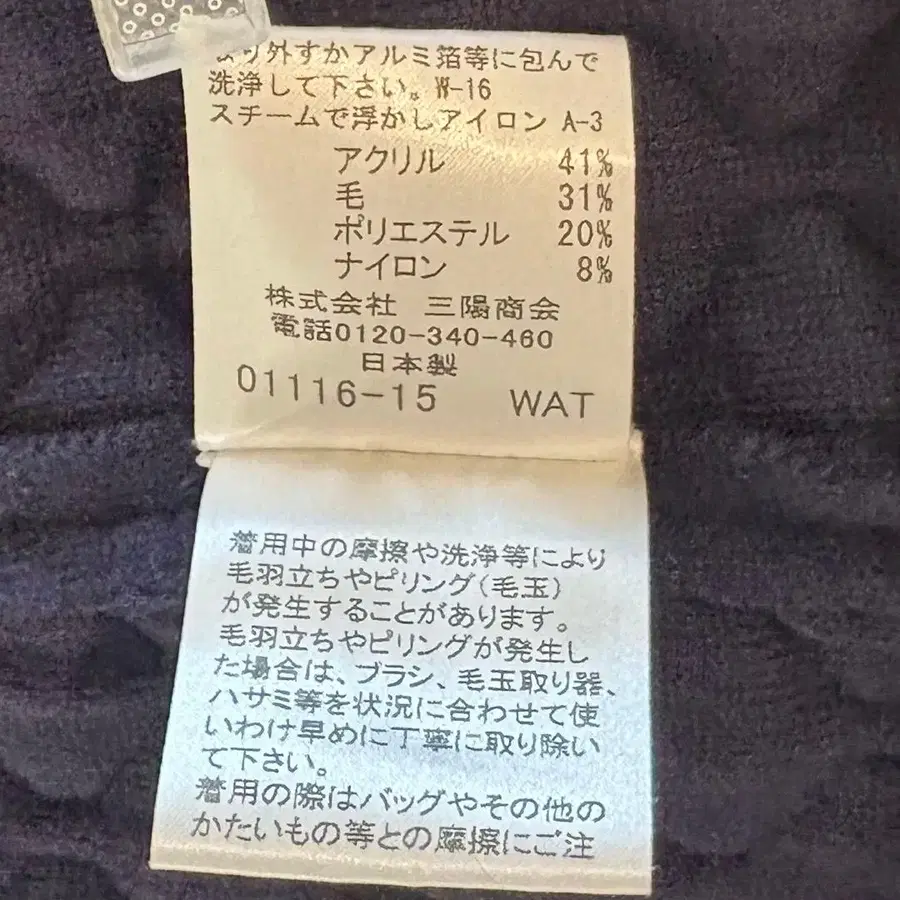 より外すかアルミ箔等に包んで
洗浄して下さい。W-16
スチームで浮かしアイロン A-3
アクリル 41%
毛 31%
ポリエステル 20%
ナイロン 8%
株式会社 三陽商会
電話0120-340-460
日本製
01116-15 WAT
着用中の摩擦や洗浄等により
毛羽立ちやピリング(毛玉)
が発生することがあります。
毛羽立ちやピリングが発生し
た場合は、ブラシ、毛玉取り器、
ハサミ等を状況に合わせて使
いわけ早めに丁寧に取り除い
て下さい。
着用の際はバッグやその他の
かたいもの等との摩擦にご注